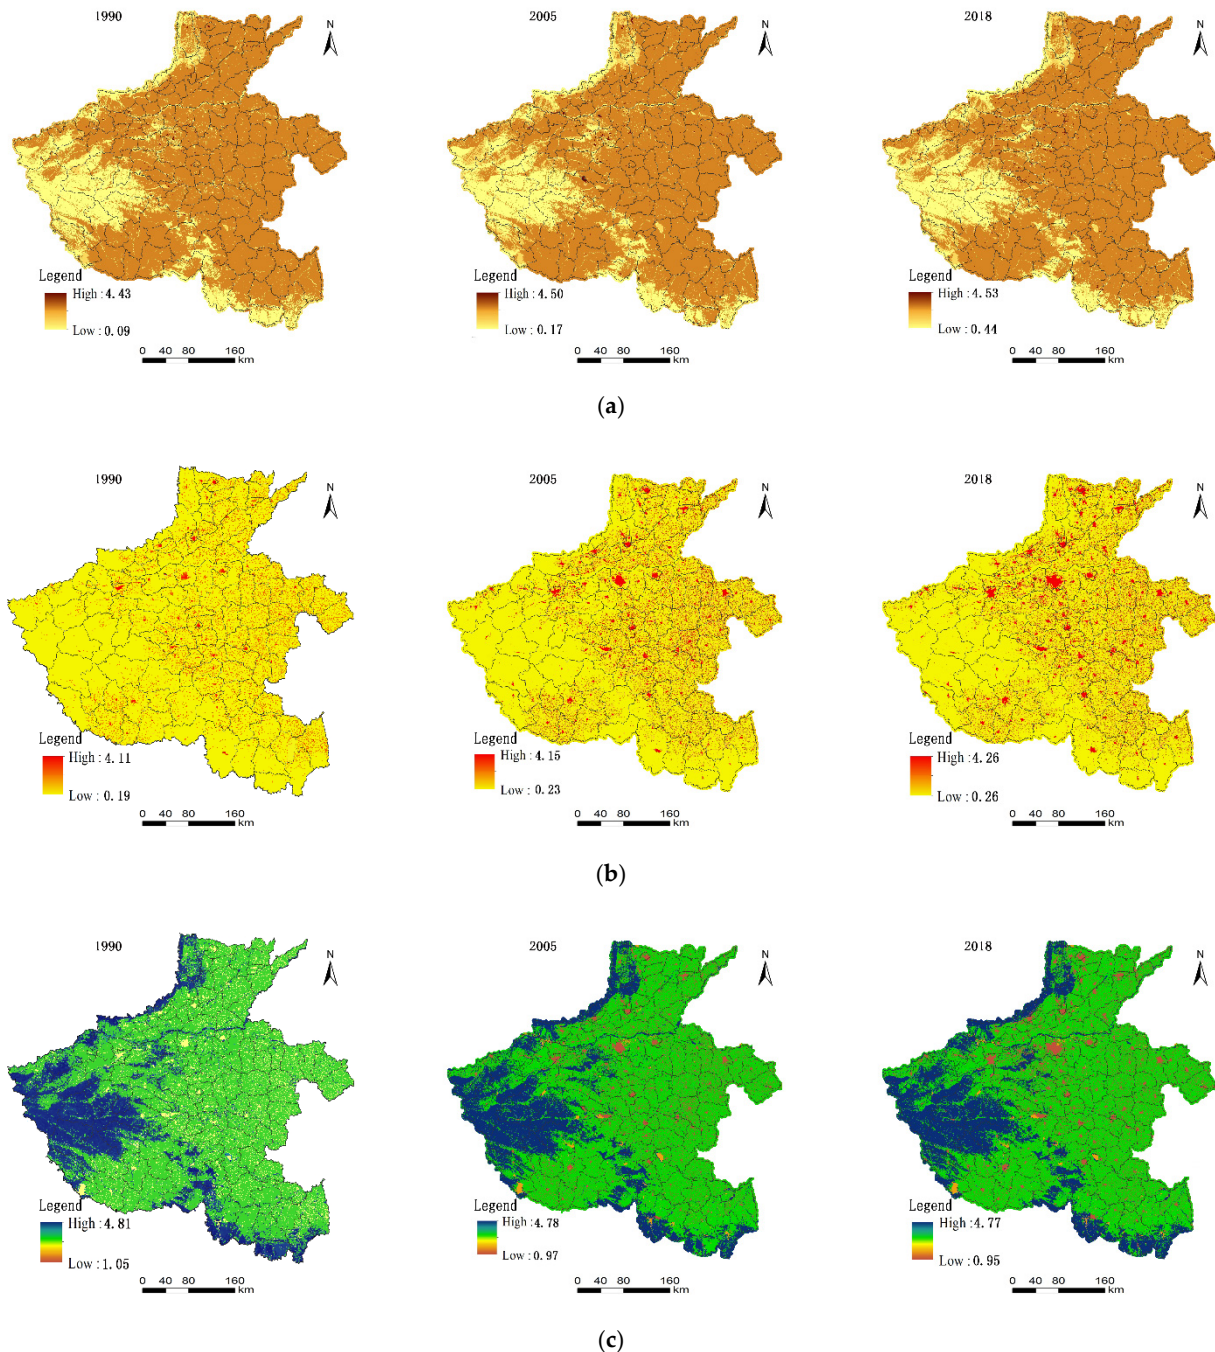 1990 2005 2018
N N N
Legend Legend Legend
High : 4.43 High : 4.50 High : 4.53
Low : 0.09 Low : 0.17 Low : 0.44
0 40 80 160 0 40 80 160 0 40 80 160
km km km
(a)
1990 2005 2018
N N N
Legend Legend Legend
High : 4.11 High : 4.15 High : 4.26
Low : 0.19 Low : 0.23 Low : 0.26
0 40 80 160 0 40 80 160 0 40 80 160
km km km
(b)
1990 2005 2018
N N N
Legend Legend Legend
High : 4.81 High : 4.78 High : 4.77
Low : 1.05 Low : 0.97 Low : 0.95
0 40 80 160 0 40 80 160 0 40 80 160
km km km
(c)